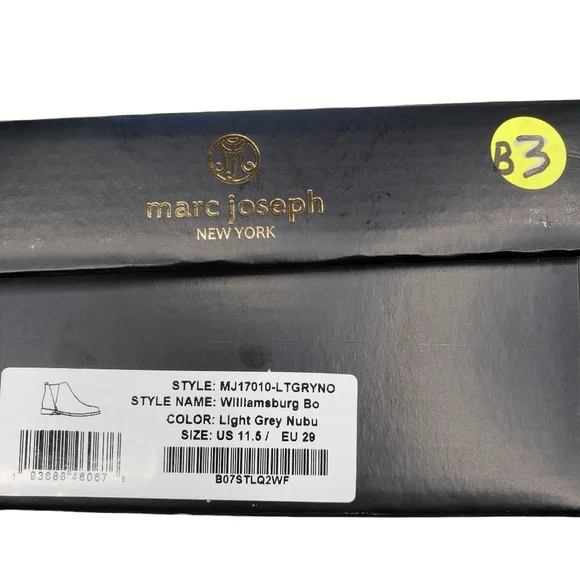 B3
marc joseph
NEW YORK
STYLE: MJ17010-LTGRYNO
STYLE NAME: Williamsburg Bo
COLOR: Light Grey Nubu
SIZE: US 11.5 / EU 29
B07STLQ2WF